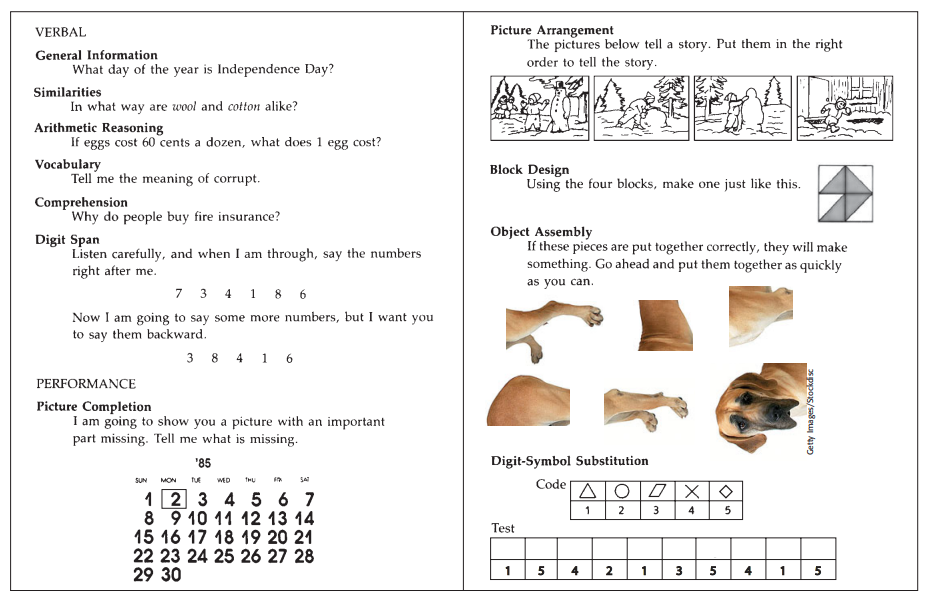 VERBAL
General Information
What day of the year is Independence Day?
Similarities
In what way are wool and cotton alike?
Arithmetic Reasoning
If eggs cost 60 cents a dozen, what does 1 egg cost?
Vocabulary
Tell me the meaning of corrupt.
Comprehension
Why do people buy fire insurance?
Digit Span
Listen carefully, and when I am through, say the numbers
right after me.
7 3 4 1 8 6
Now I am going to say some more numbers, but I want you
to say them backward.
3 8 4 1 6
PERFORMANCE
Picture Completion
I am going to show you a picture with an important
part missing. Tell me what is missing.
'85
SUN MON TUE WED THU FRI SAT
1 2 3 4 5 6 7
8 9 10 11 12 13 14
15 16 17 18 19 20 21
22 23 24 25 26 27 28
29 30
Picture Arrangement
The pictures below tell a story. Put them in the right
order to tell the story.
Block Design
Using the four blocks, make one just like this.
Object Assembly
If these pieces are put together correctly, they will make
something. Go ahead and put them together as quickly
as you can.
Getty Images/Stockdisc
Digit-Symbol Substitution
Code
1 2 3 4 5
Test
1 5 4 2 1 3 5 4 1 5